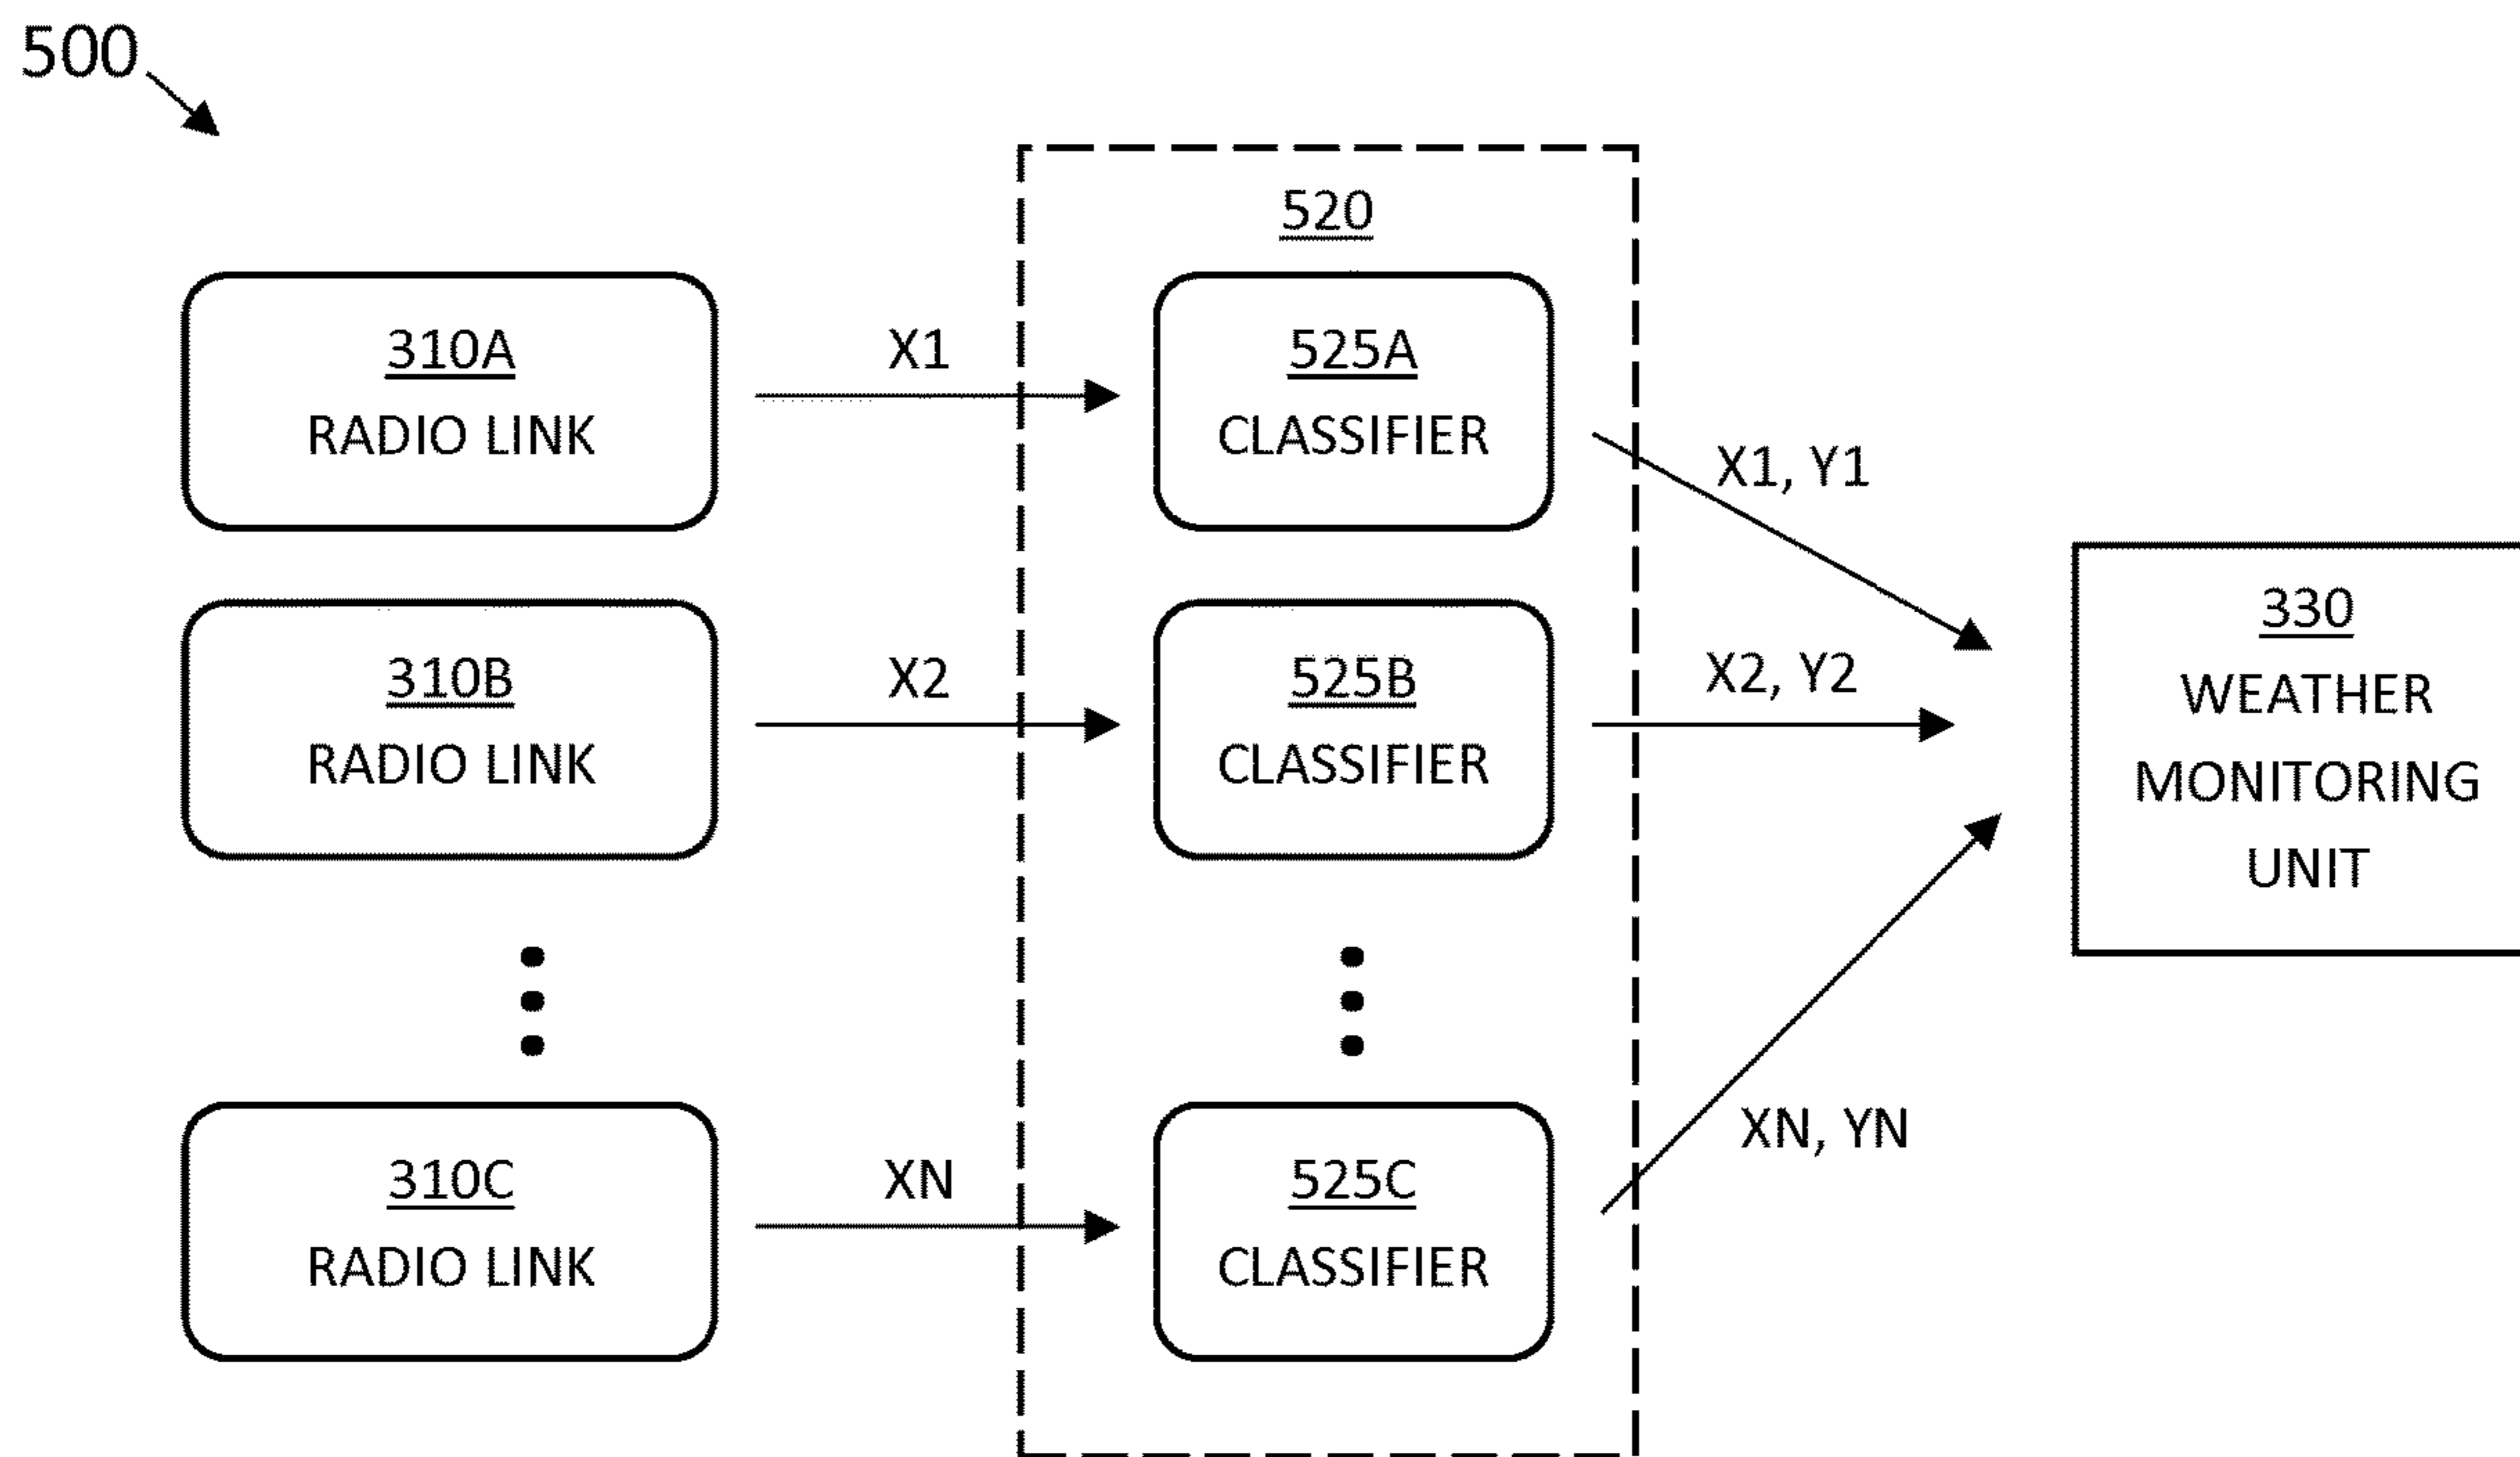 500
520
310A
RADIO LINK
X1
525A
CLASSIFIER
X1, Y1
310B
RADIO LINK
X2
525B
CLASSIFIER
X2, Y2
330
WEATHER
MONITORING
UNIT
310C
RADIO LINK
XN
525C
CLASSIFIER
XN, YN